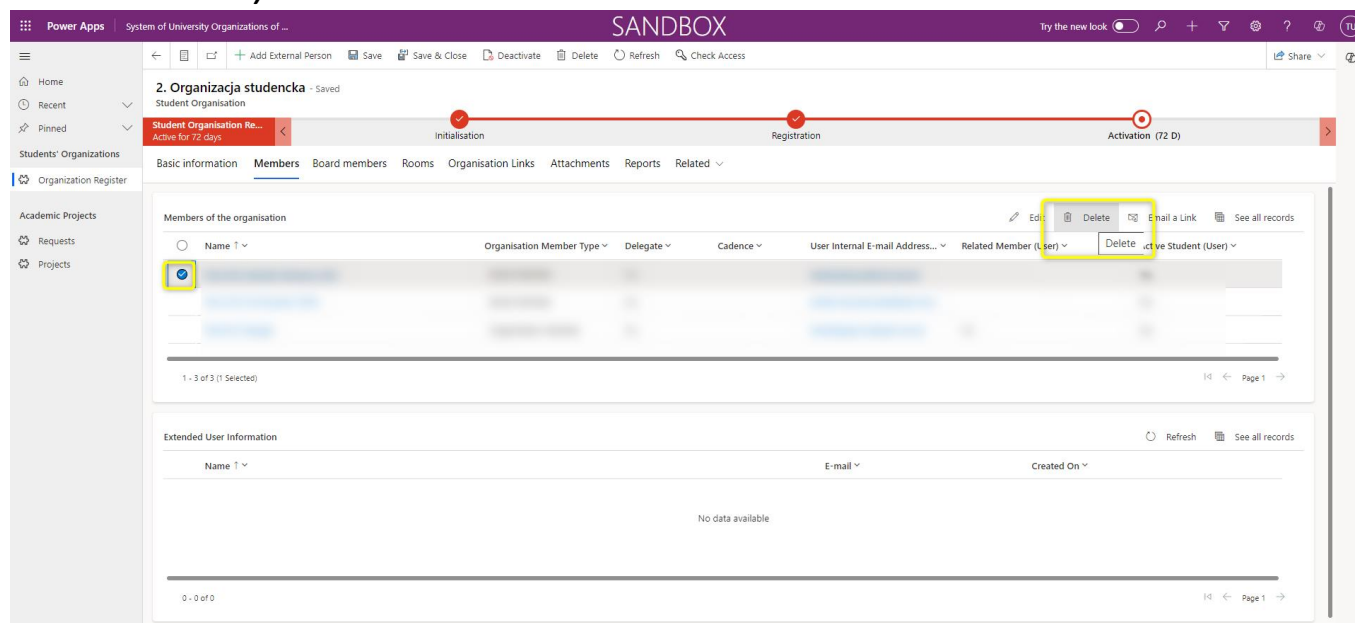 Power Apps System of University Organizations of ... SANDBOX Try the new look
Add External Person Save Save & Close Deactivate Delete Refresh Check Access Share
Home
Recent
Pinned
Students' Organizations
Organization Register
Academic Projects
Requests
Projects
2. Organizacja studencka - Saved
Student Organisation
Student Organisation Re...
Active for 72 days
Initialisation Registration Activation (72 D)
Basic information Members Board members Rooms Organisation Links Attachments Reports Related
Members of the organisation Edit Delete Email a Link See all records
Name ↑ Organisation Member Type Delegate Cadence User Internal E-mail Address... Related Member (User) Delete ctive Student (User)
1 - 3 of 3 (1 Selected) Page 1
Extended User Information Refresh See all records
Name ↑ E-mail Created On
No data available
0 - 0 of 0 Page 1